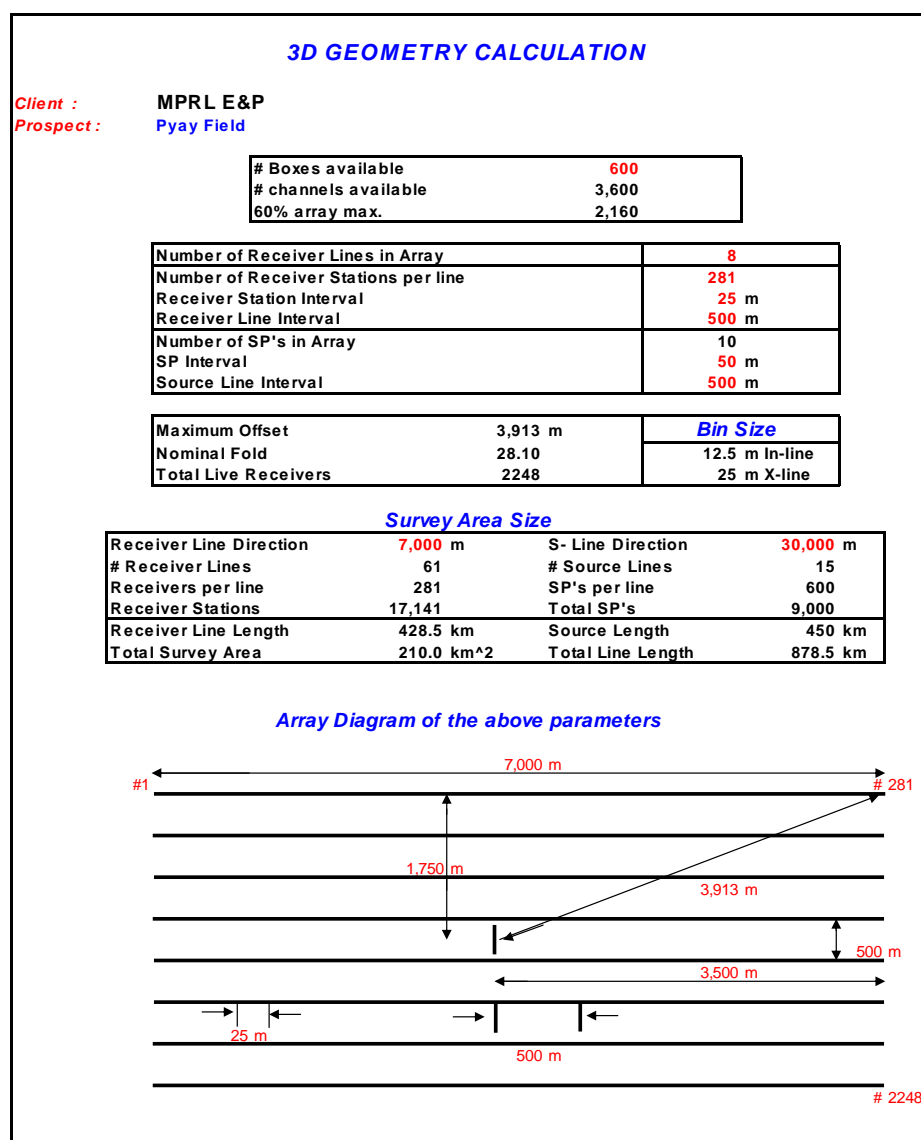 3D GEOMETRY CALCULATION
Client : MPRL E&P
Prospect : Pyay Field
# Boxes available 600
# channels available 3,600
60% array max. 2,160
Number of Receiver Lines in Array 8
Number of Receiver Stations per line 281
Receiver Station Interval 25 m
Receiver Line Interval 500 m
Number of SP's in Array 10
SP Interval 50 m
Source Line Interval 500 m
Maximum Offset 3,913 m Bin Size
Nominal Fold 28.10 12.5 m In-line
Total Live Receivers 2248 25 m X-line
Survey Area Size
Receiver Line Direction 7,000 m S- Line Direction 30,000 m
# Receiver Lines 61 # Source Lines 15
Receivers per line 281 SP's per line 600
Receiver Stations 17,141 Total SP's 9,000
Receiver Line Length 428.5 km Source Length 450 km
Total Survey Area 210.0 km^2 Total Line Length 878.5 km
Array Diagram of the above parameters
7,000 m
#1 # 281
1,750 m
3,913 m
500 m
3,500 m
25 m
500 m
# 2248